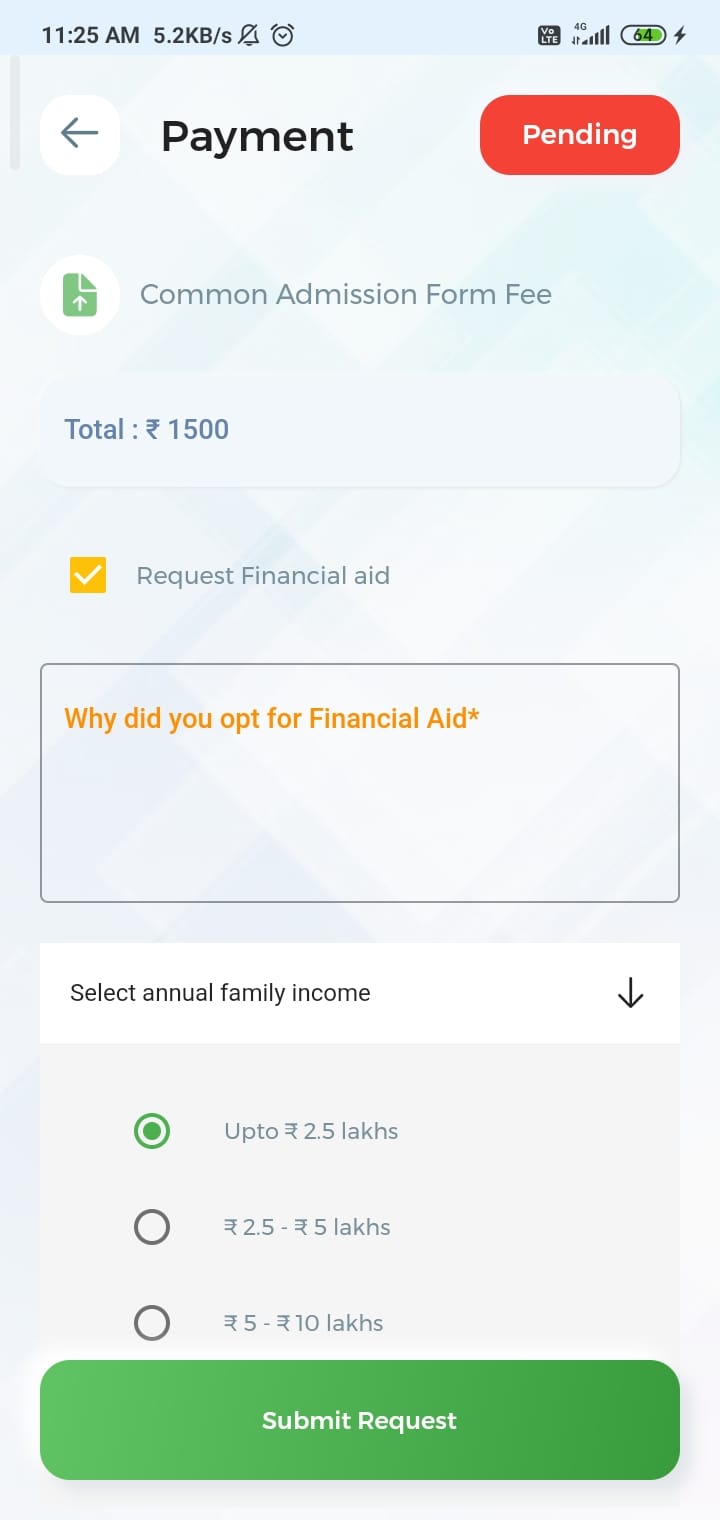 11:25 AM 5.2KB/s Vo LTE 4G 64
Payment
Pending
Common Admission Form Fee
Total : ₹ 1500
Request Financial aid
Why did you opt for Financial Aid*
Select annual family income
Upto ₹ 2.5 lakhs
₹ 2.5 - ₹ 5 lakhs
₹ 5 - ₹ 10 lakhs
Submit Request